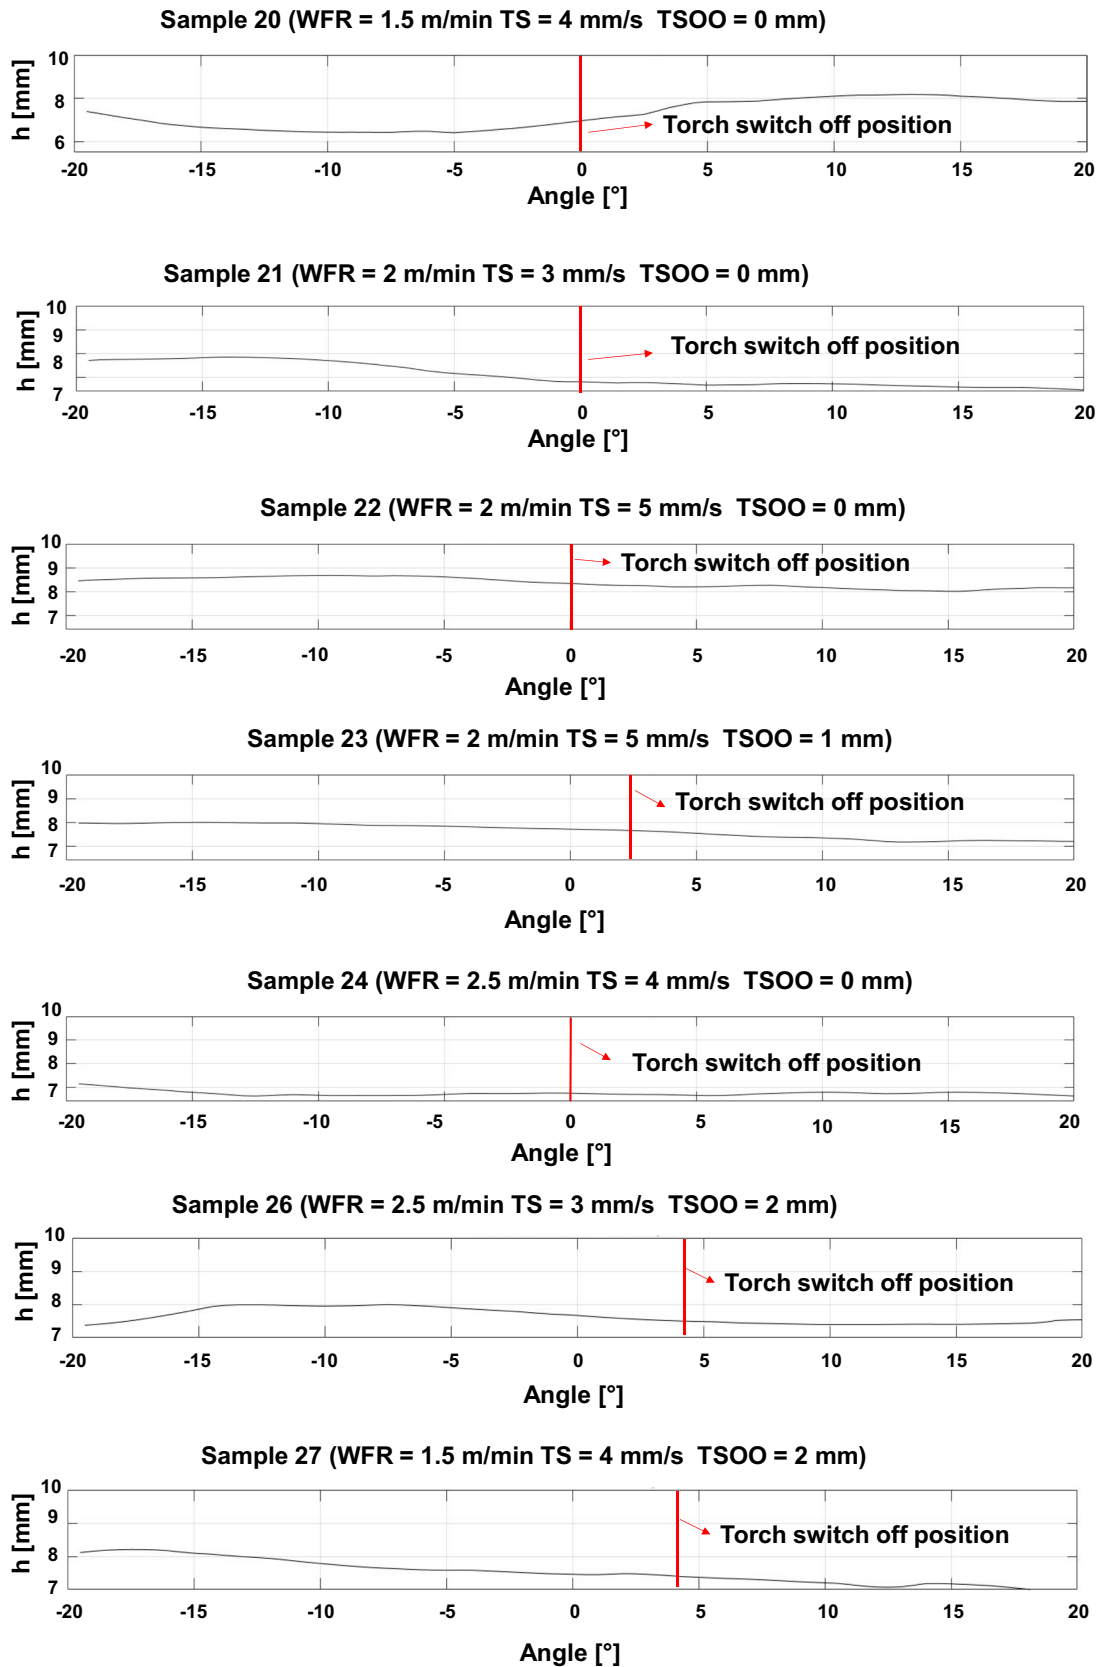 Sample 20 (WFR = 1.5 m/min TS = 4 mm/s  TSOO = 0 mm)
10
8
6
h [mm]
Torch switch off position
-20 -15 -10 -5 0 5 10 15 20
Angle [°]
Sample 21 (WFR = 2 m/min TS = 3 mm/s  TSOO = 0 mm)
10
9
8
7
h [mm]
Torch switch off position
-20 -15 -10 -5 0 5 10 15 20
Angle [°]
Sample 22 (WFR = 2 m/min TS = 5 mm/s  TSOO = 0 mm)
10
9
8
7
h [mm]
Torch switch off position
-20 -15 -10 -5 0 5 10 15 20
Angle [°]
Sample 23 (WFR = 2 m/min TS = 5 mm/s  TSOO = 1 mm)
10
9
8
7
h [mm]
Torch switch off position
-20 -15 -10 -5 0 5 10 15 20
Angle [°]
Sample 24 (WFR = 2.5 m/min TS = 4 mm/s  TSOO = 0 mm)
10
9
8
7
h [mm]
Torch switch off position
-20 -15 -10 -5 0 5 10 15 20
Angle [°]
Sample 26 (WFR = 2.5 m/min TS = 3 mm/s  TSOO = 2 mm)
10
9
8
7
h [mm]
Torch switch off position
-20 -15 -10 -5 0 5 10 15 20
Angle [°]
Sample 27 (WFR = 1.5 m/min TS = 4 mm/s  TSOO = 2 mm)
10
9
8
7
h [mm]
Torch switch off position
-20 -15 -10 -5 0 5 10 15 20
Angle [°]